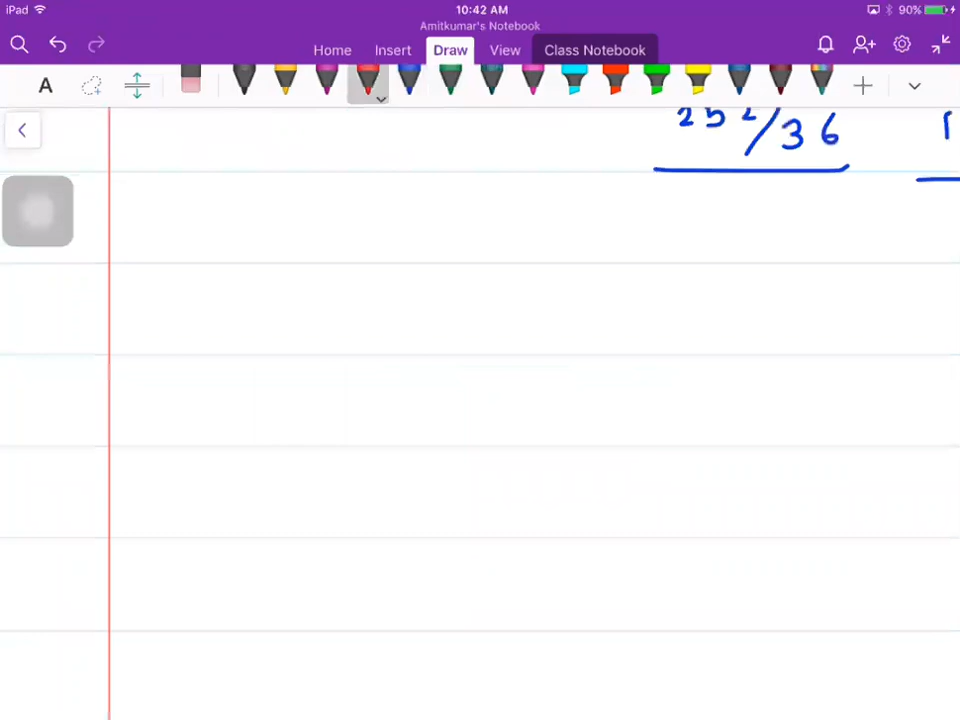 iPad 10:42 AM 90%
Amitkumar's Notebook
Home Insert Draw View Class Notebook
A
252/36